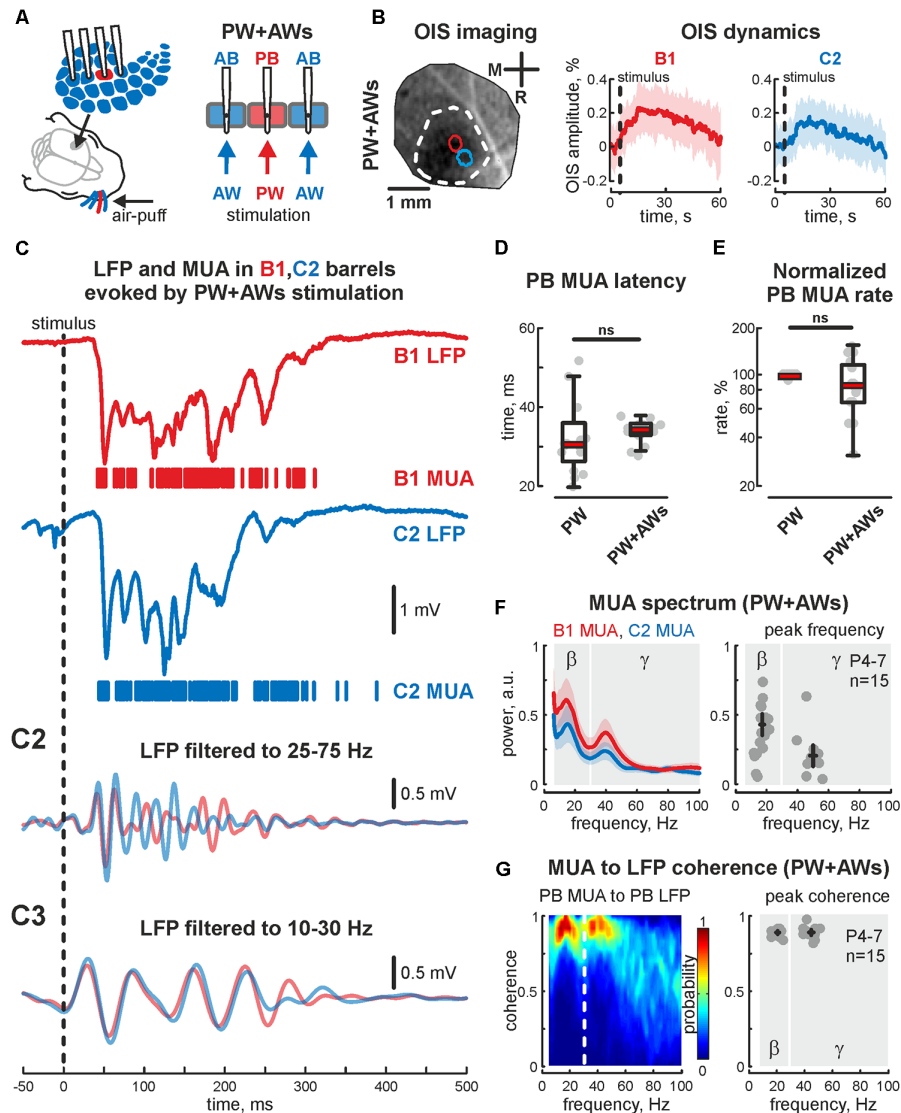 A
PW+AWs
AB PB AB
AW PW AW
stimulation
air-puff
B
OIS imaging
PW+AWs
M
R
1 mm
OIS dynamics
B1
C2
stimulus
stimulus
OIS amplitude, %
0.4
0.2
0
-0.2
0.4
0.2
0
-0.2
0 30 60
0 30 60
time, s
time, s
C
LFP and MUA in B1,C2 barrels
evoked by PW+AWs stimulation
stimulus
B1 LFP
B1 MUA
C2 LFP
1 mV
C2 MUA
C2
LFP filtered to 25-75 Hz
0.5 mV
C3
LFP filtered to 10-30 Hz
0.5 mV
-50 0 100 200 300 400 500
time, ms
D
PB MUA latency
ns
time, ms
60
40
20
PW
PW+AWs
E
Normalized
PB MUA rate
ns
rate, %
200
100
80
60
40
20
PW
PW+AWs
F
MUA spectrum (PW+AWs)
B1 MUA, C2 MUA
peak frequency
β γ
power, a.u.
1
0.5
0
0 20 40 60 80 100
frequency, Hz
β γ P4-7
n=15
1
0.5
0
0 20 40 60 80 100
frequency, Hz
G
MUA to LFP coherence (PW+AWs)
PB MUA to PB LFP
peak coherence
coherence
1
0.5
0
0 20 40 60 80 100
frequency, Hz
1
probability
0
P4-7
n=15
β γ
1
0.5
0
0 20 40 60 80 100
frequency, Hz